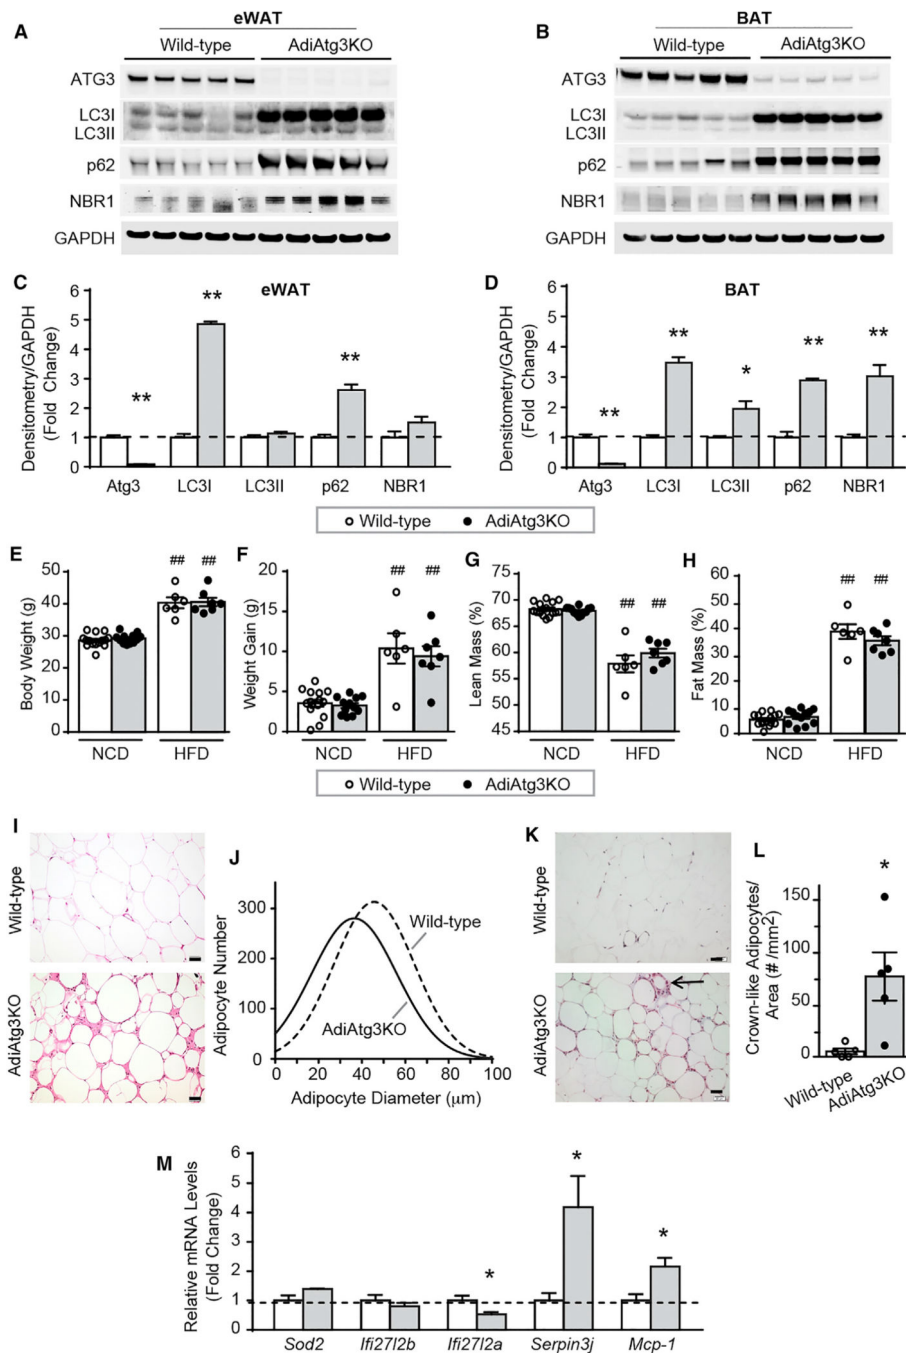 A
eWAT
Wild-type AdiAtg3KO
ATG3
LC3I
LC3II
p62
NBR1
GAPDH
B
BAT
Wild-type AdiAtg3KO
ATG3
LC3I
LC3II
p62
NBR1
GAPDH
C
eWAT
Densitometry/GAPDH
(Fold Change)
6
5
4
3
2
1
0
**
**
**
Atg3 LC3I LC3II p62 NBR1
D
BAT
Densitometry/GAPDH
(Fold Change)
6
5
4
3
2
1
0
**
**
*
**
**
Atg3 LC3I LC3II p62 NBR1
Wild-type AdiAtg3KO
E
Body Weight (g)
50
40
30
20
10
0
## ##
NCD HFD
F
Weight Gain (g)
20
15
10
5
0
## ##
NCD HFD
G
Lean Mass (%)
75
70
65
60
55
50
45
## ##
NCD HFD
H
Fat Mass (%)
60
50
40
30
20
10
0
## ##
NCD HFD
Wild-type AdiAtg3KO
I
Wild-type
AdiAtg3KO
J
Adipocyte Number
300
200
100
0
Wild-type
AdiAtg3KO
0 20 40 60 80 100
Adipocyte Diameter (μm)
K
Wild-type
AdiAtg3KO
L
Crown-like Adipocytes/
Area (# /mm²)
150
100
50
0
*
Wild-type
AdiAtg3KO
M
Relative mRNA Levels
(Fold Change)
6
5
4
2
1
0
*
*
*
Sod2 Ifi27l2b Ifi27l2a Serpin3j Mcp-1